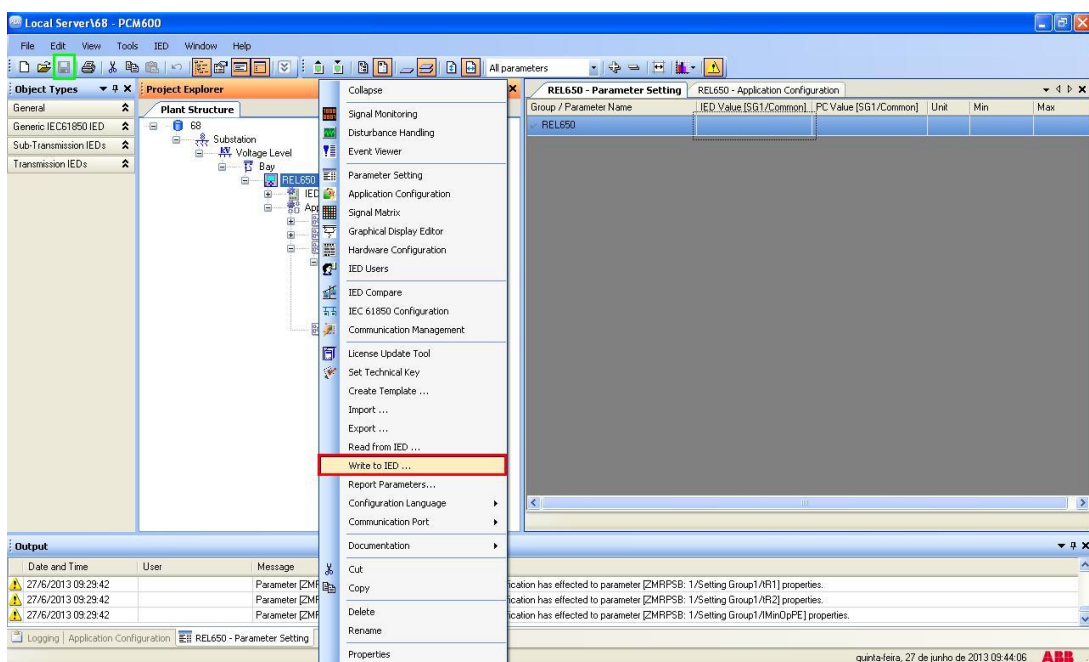 Local Server\68 - PCM600
File Edit View Tools IED Window Help
All parameters
Object Types
General
Generic IEC61850 IED
Sub-Transmission IEDs
Transmission IEDs
Project Explorer
Plant Structure
68
Substation
Voltage Level
Bay
REL650
IED
App
Collapse
Signal Monitoring
Disturbance Handling
Event Viewer
Parameter Setting
Application Configuration
Signal Matrix
Graphical Display Editor
Hardware Configuration
IED Users
IED Compare
IEC 61850 Configuration
Communication Management
License Update Tool
Set Technical Key
Create Template ...
Import ...
Export ...
Read from IED ...
Write to IED ...
Report Parameters...
Configuration Language
Communication Port
Documentation
Cut
Copy
Delete
Rename
Properties
REL650 - Parameter Setting REL650 - Application Configuration
Group / Parameter Name IED Value [SG1/Common] PC Value [SG1/Common] Unit Min Max
REL650
Output
Date and Time User Message
27/6/2013 09:29:42 Parameter [ZMR ication has effected to parameter [ZMRPSB: 1/Setting Group1/tR1] properties.
27/6/2013 09:29:42 Parameter [ZMR ication has effected to parameter [ZMRPSB: 1/Setting Group1/tR2] properties.
27/6/2013 09:29:42 Parameter [ZMR ication has effected to parameter [ZMRPSB: 1/Setting Group1/IMinOpPE] properties.
Logging Application Configuration REL650 - Parameter Setting
quinta-feira, 27 de junho de 2013 09:44:06 ABB